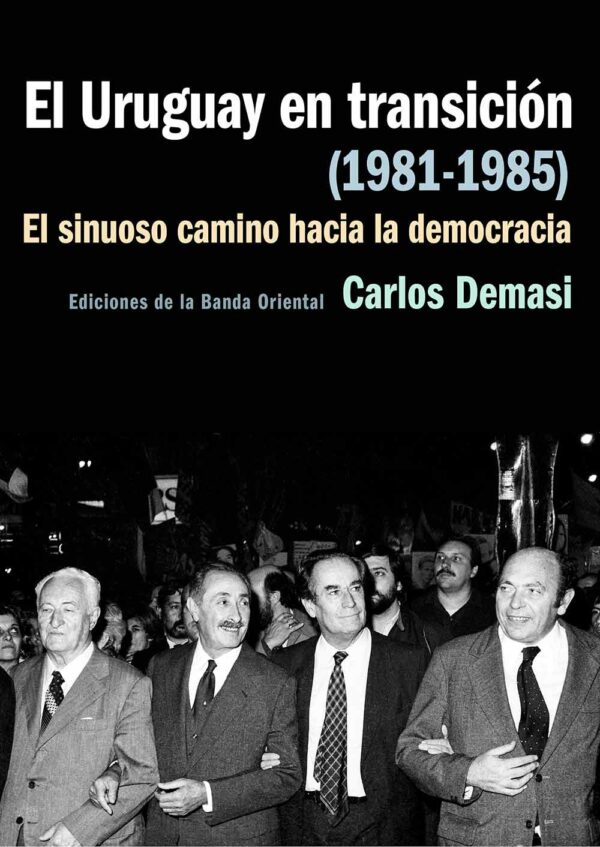 El Uruguay en transición
(1981-1985)
El sinuoso camino hacia la democracia
Ediciones de la Banda Oriental Carlos Demasi